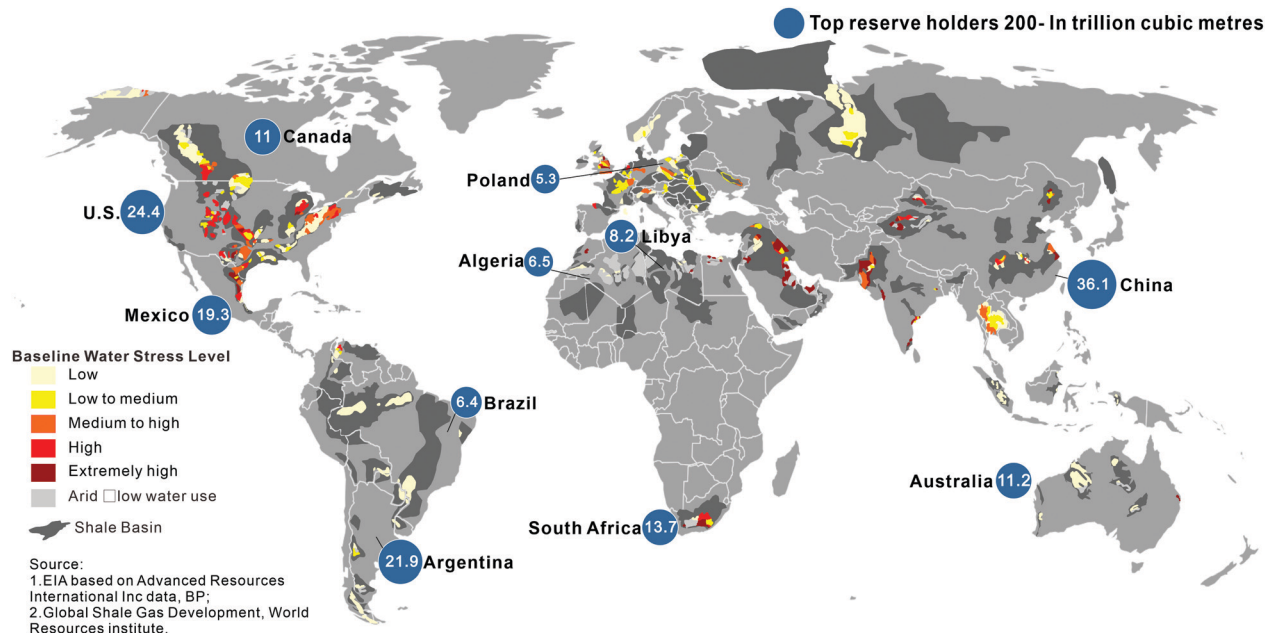 Top reserve holders 200- In trillion cubic metres
11 Canada
U.S. 24.4
Mexico 19.3
Poland 5.3
8.2 Libya
Algeria 6.5
36.1 China
6.4 Brazil
Australia 11.2
South Africa 13.7
21.9 Argentina
Baseline Water Stress Level
Low
Low to medium
Medium to high
High
Extremely high
Arid □low water use
Shale Basin
Source:
1.EIA based on Advanced Resources
International Inc data, BP;
2.Global Shale Gas Development, World
Resources institute.